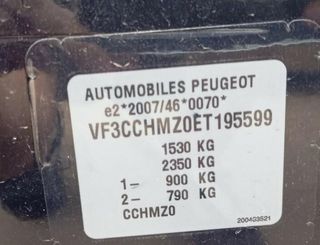 AUTOMOBILES PEUGEOT
e2*2007/46*0070*
VF3CCHMZ0ET195599
1530 KG
2350 KG
1– 900 KG
2– 790 KG
CCHMZ0
200403521